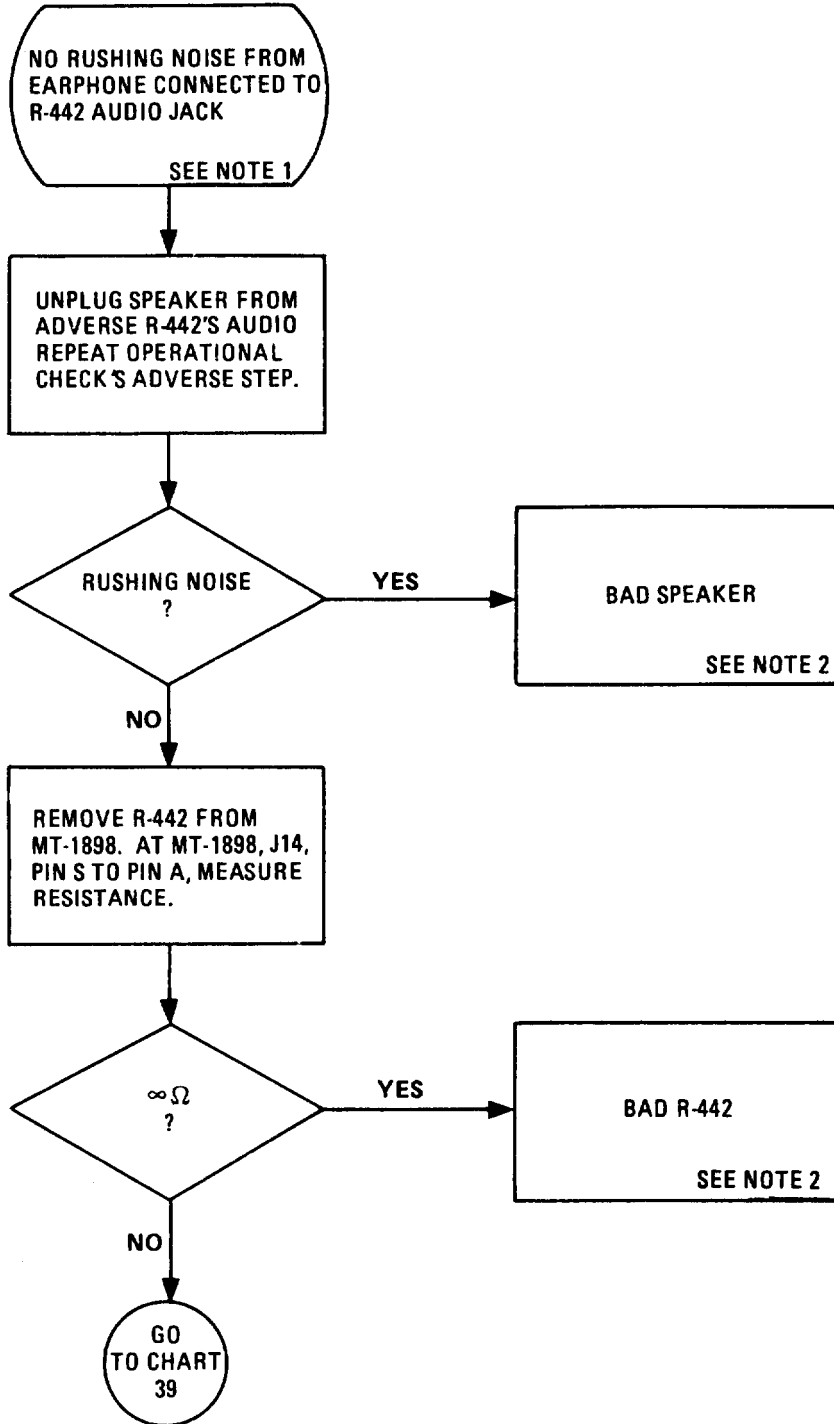 NO RUSHING NOISE FROM
EARPHONE CONNECTED TO
R-442 AUDIO JACK
SEE NOTE 1
UNPLUG SPEAKER FROM
ADVERSE R-442'S AUDIO
REPEAT OPERATIONAL
CHECK'S ADVERSE STEP.
RUSHING NOISE
?
YES
BAD SPEAKER
SEE NOTE 2
NO
REMOVE R-442 FROM
MT-1898. AT MT-1898, J14,
PIN S TO PIN A, MEASURE
RESISTANCE.
∞Ω
?
YES
BAD R-442
SEE NOTE 2
NO
GO
TO CHART
39